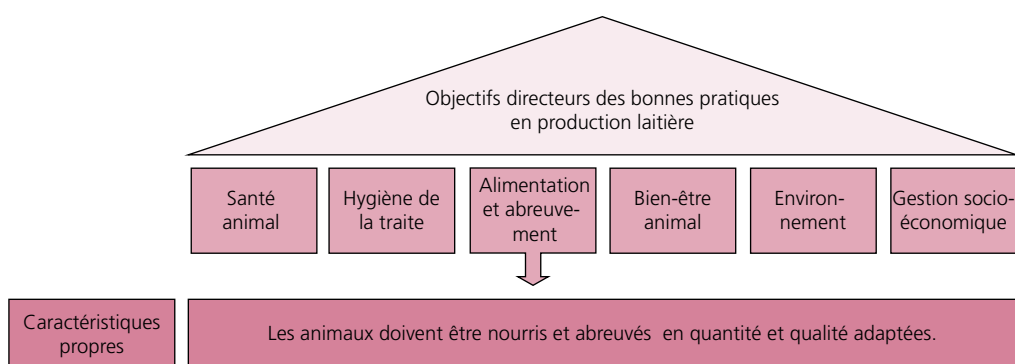 Objectifs directeurs des bonnes pratiques
en production laitière
Santé
animal
Hygiène de
la traite
Alimentation
et abreuve-
ment
Bien-être
animal
Environ-
nement
Gestion socio-
économique
Caractéristiques
propres
Les animaux doivent être nourris et abreuvés en quantité et qualité adaptées.